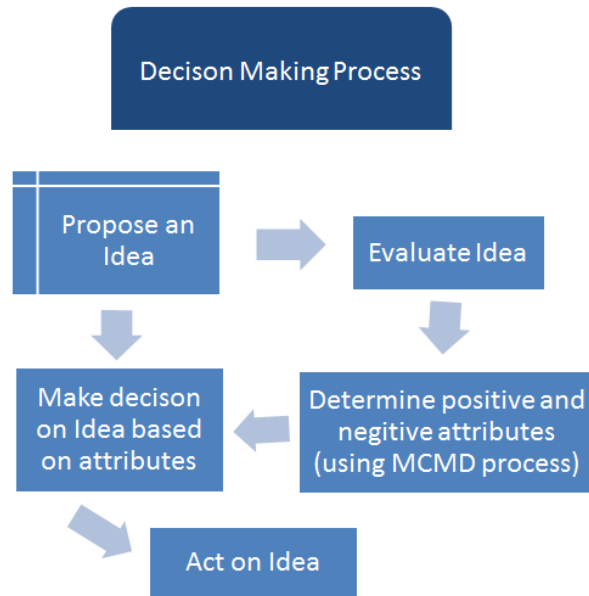 Decison Making Process
Propose an
Idea
Evaluate Idea
Make decison
on Idea based
on attributes
Determine positive and
negitive attributes
(using MCMD process)
Act on Idea